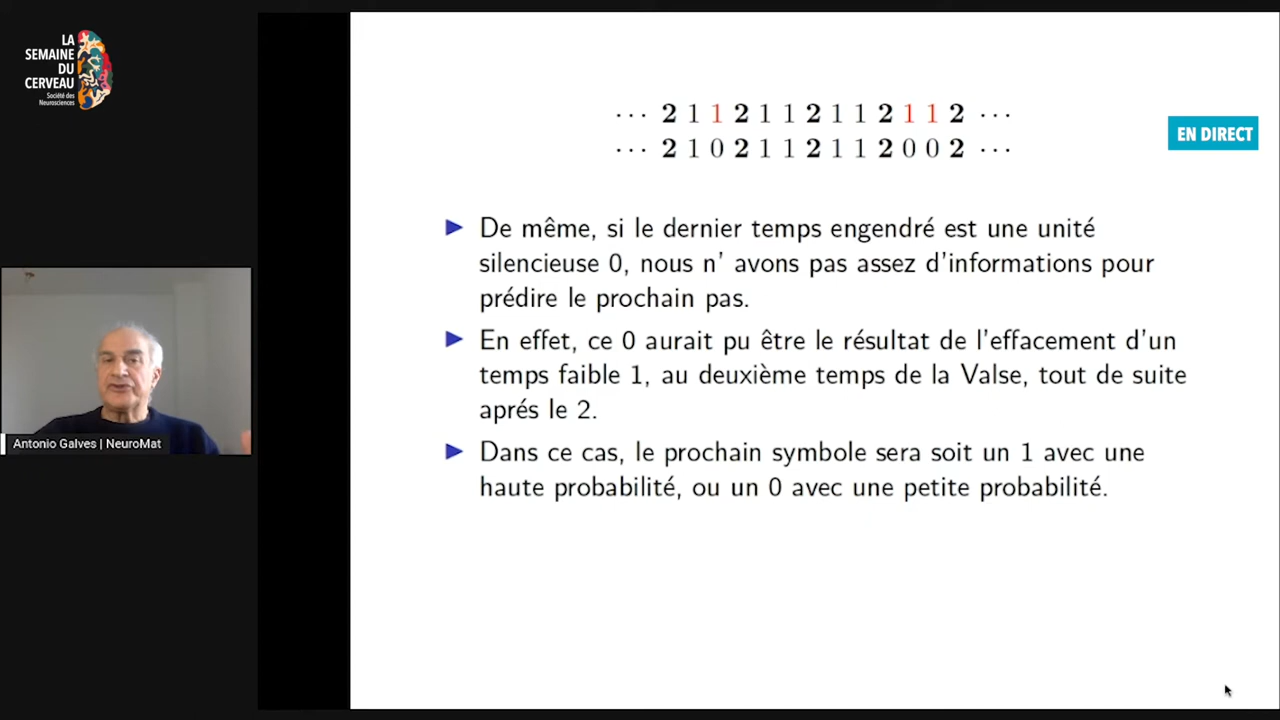 LA
SEMAINE
DU
CERVEAU
Société des
Neurosciences
··· 2 1 1 2 1 1 2 1 1 2 1 1 2 ···
··· 2 1 0 2 1 1 2 1 1 2 0 0 2 ···
EN DIRECT
▶ De même, si le dernier temps engendré est une unité
silencieuse 0, nous n' avons pas assez d'informations pour
prédire le prochain pas.
▶ En effet, ce 0 aurait pu être le résultat de l'effacement d'un
temps faible 1, au deuxième temps de la Valse, tout de suite
aprés le 2.
▶ Dans ce cas, le prochain symbole sera soit un 1 avec une
haute probabilité, ou un 0 avec une petite probabilité.
Antonio Galves | NeuroMat